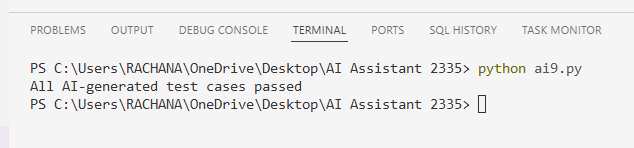 PROBLEMS OUTPUT DEBUG CONSOLE TERMINAL PORTS SQL HISTORY TASK MONITOR
PS C:\Users\RACHANA\OneDrive\Desktop\AI Assistant 2335> python ai9.py
All AI-generated test cases passed
PS C:\Users\RACHANA\OneDrive\Desktop\AI Assistant 2335>